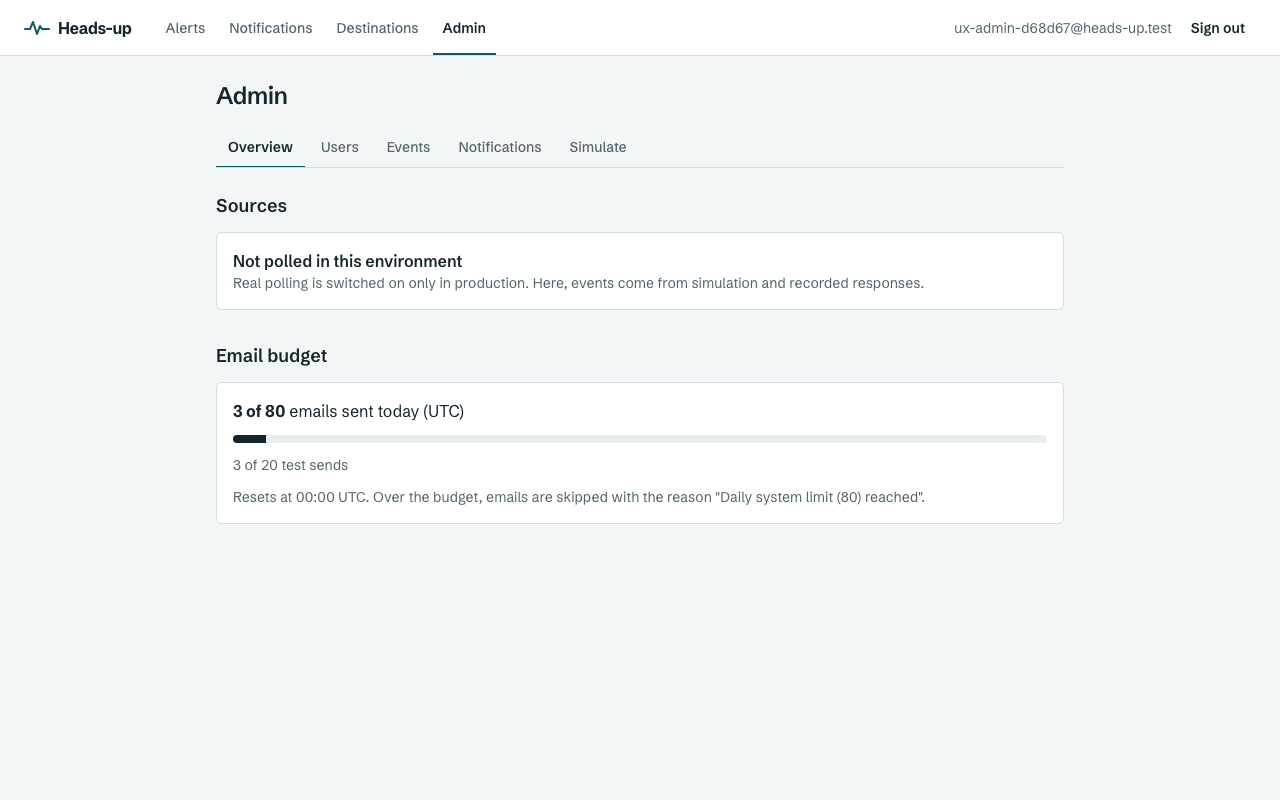 Heads-up Alerts Notifications Destinations Admin ux-admin-d68d67@heads-up.test Sign out
Admin
Overview Users Events Notifications Simulate
Sources
Not polled in this environment
Real polling is switched on only in production. Here, events come from simulation and recorded responses.
Email budget
3 of 80 emails sent today (UTC)
3 of 20 test sends
Resets at 00:00 UTC. Over the budget, emails are skipped with the reason "Daily system limit (80) reached".